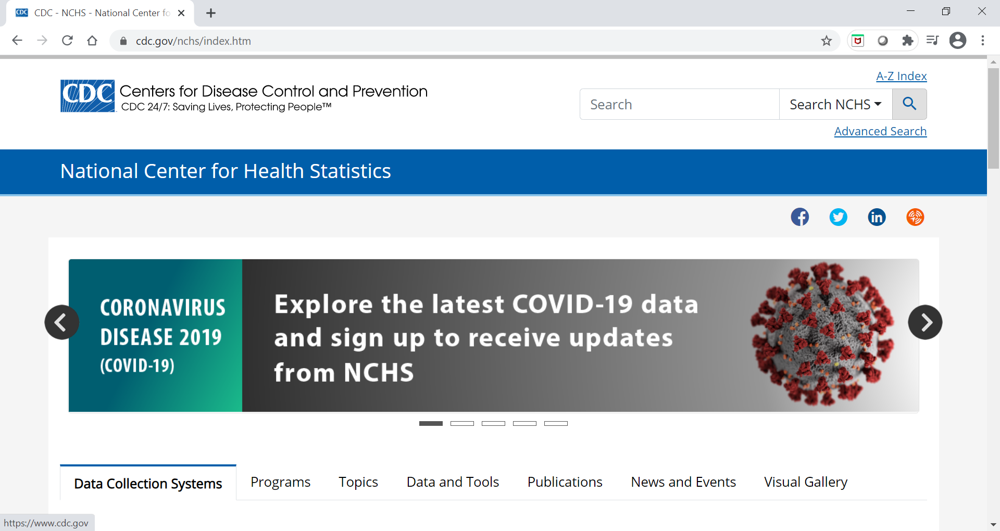 CDC - NCHS - National Center fo
cdc.gov/nchs/index.htm
A-Z Index
CDC Centers for Disease Control and Prevention
CDC 24/7: Saving Lives, Protecting People™
Search
Search NCHS
Advanced Search
National Center for Health Statistics
CORONAVIRUS
DISEASE 2019
(COVID-19)
Explore the latest COVID-19 data
and sign up to receive updates
from NCHS
Data Collection Systems
Programs
Topics
Data and Tools
Publications
News and Events
Visual Gallery
https://www.cdc.gov